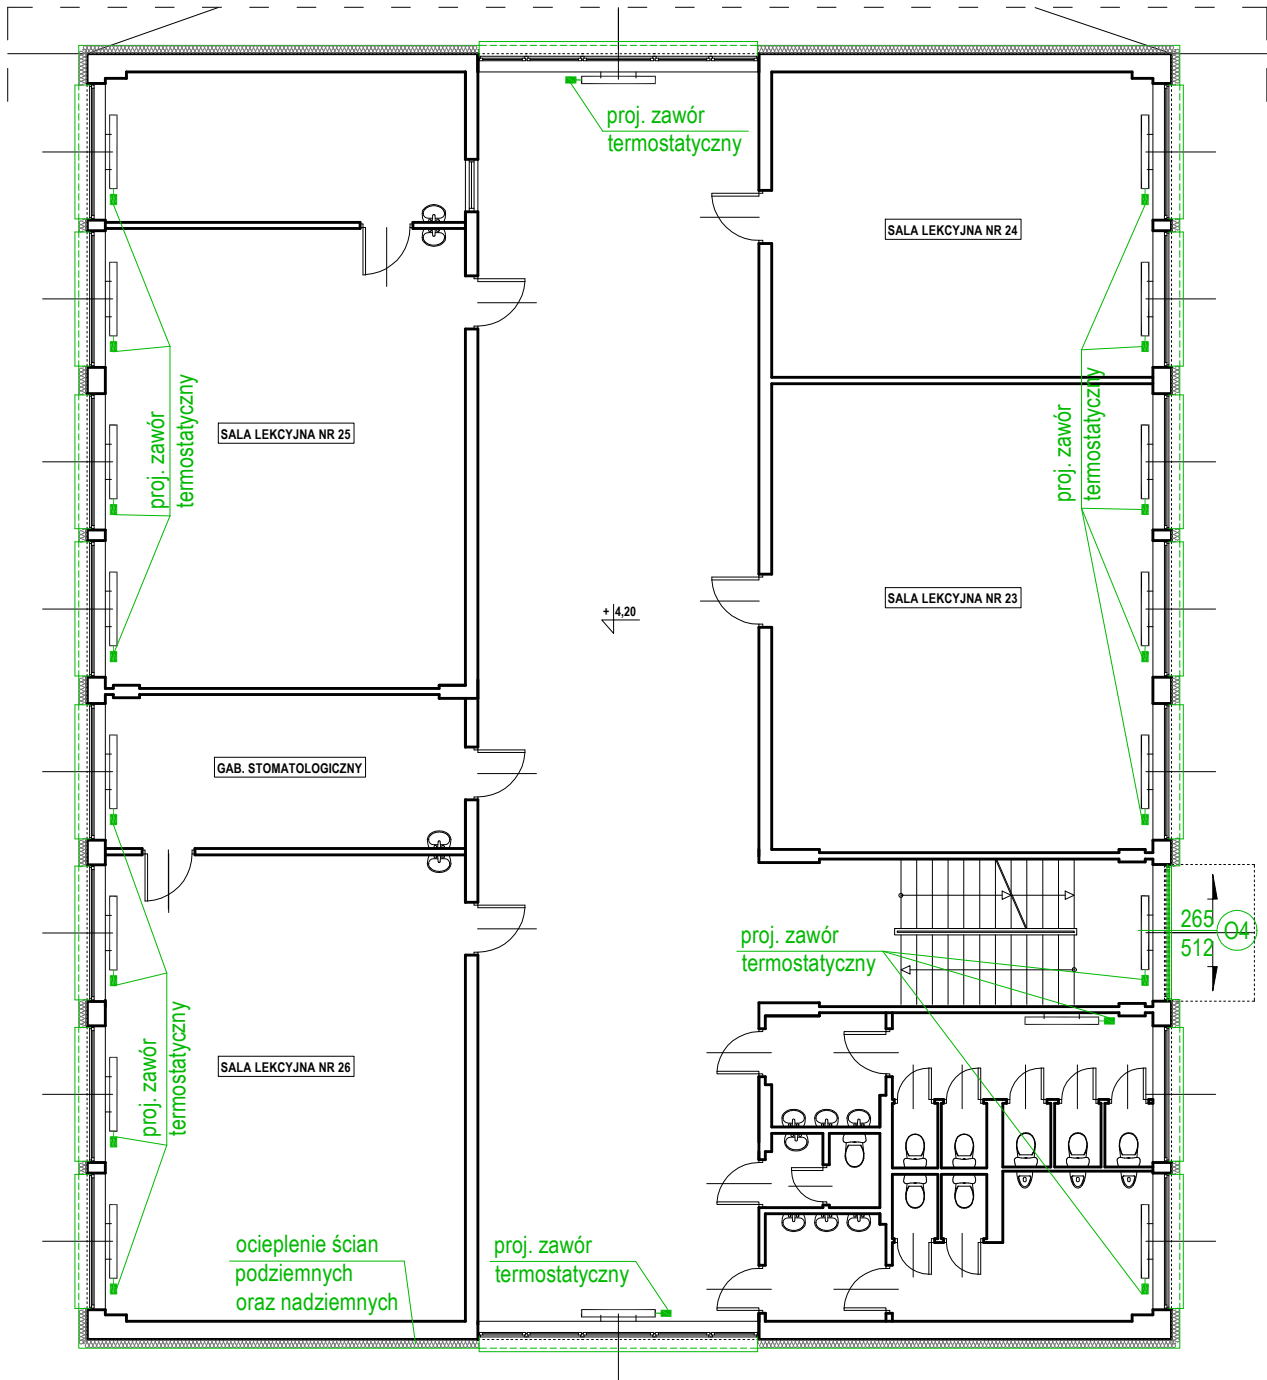 proj. zawór
termostatyczny
SALA LEKCYJNA NR 24
proj. zawór
termostatyczny
SALA LEKCYJNA NR 25
proj. zawór
termostatyczny
+ 4,20
SALA LEKCYJNA NR 23
GAB. STOMATOLOGICZNY
265
512
O4
proj. zawór
termostatyczny
proj. zawór
termostatyczny
SALA LEKCYJNA NR 26
ocieplenie ścian
podziemnych
oraz nadziemnych
proj. zawór
termostatyczny